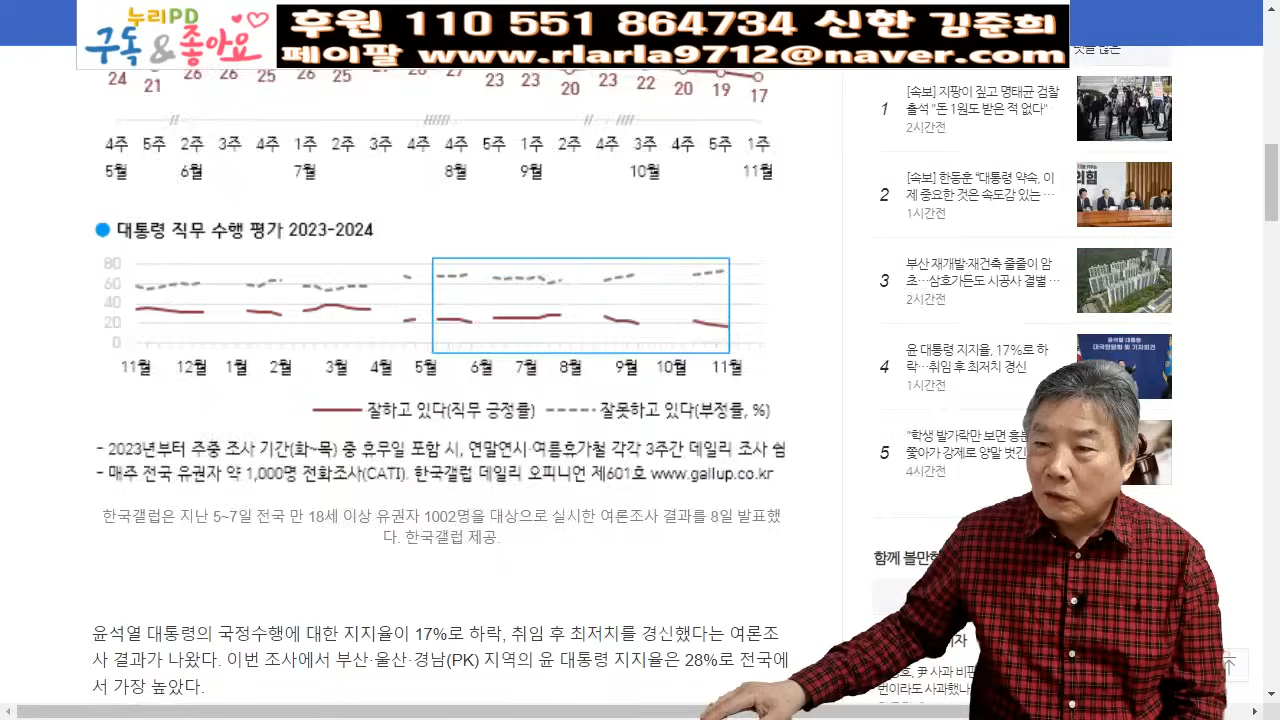 누리PD
구독&좋아요
후원 110 551 864734 신한 김준희
페이팔 www.rlarla9712@naver.com
24 21 26 26 25 26 25 23 23 20 23 22 20 19 17
4주 5주 2주 3주 4주 1주 2주 3주 4주 4주 5주 1주 2주 4주 3주 4주 5주 1주
5월 6월 7월 8월 9월 10월 11월
대통령 직무 수행 평가 2023-2024
80
60
40
20
0
11월 12월 1월 2월 3월 4월 5월 6월 7월 8월 9월 10월 11월
잘하고 있다(직무 긍정률) 잘못하고 있다(부정률, %)
- 2023년부터 주중 조사 기간(화~목) 중 휴무일 포함 시, 연말연시·여름휴가철 각각 3주간 데일리 조사 쉼
- 매주 전국 유권자 약 1,000명 전화조사(CATI). 한국갤럽 데일리 오피니언 제601호 www.gallup.co.kr
한국갤럽은 지난 5~7일 전국 만 18세 이상 유권자 1002명을 대상으로 실시한 여론조사 결과를 8일 발표했
다. 한국갤럽 제공.
윤석열 대통령의 국정수행에 대한 지지율이 17%로 하락, 취임 후 최저치를 경신했다는 여론조
사 결과가 나왔다. 이번 조사에서 부산·울산·경남(PK) 지역의 윤 대통령 지지율은 28%로 전국에
서 가장 높았다.
1
[속보] 지팡이 짚고 명태균 검찰
출석 "돈 1원도 받은 적 없다"
2시간전
2
[속보] 한동훈 "대통령 약속, 이
제 중요한 것은 속도감 있는 …
1시간전
3
부산 재개발·재건축 줄줄이 암
초…삼호가든도 시공사 결별 …
2시간전
4
윤 대통령 지지율, 17%로 하
락…취임 후 최저치 경신
1시간전
5
"학생 발가락만 보면 흥분
쫓아가 강제로 양말 벗긴
4시간전
함께 볼만한